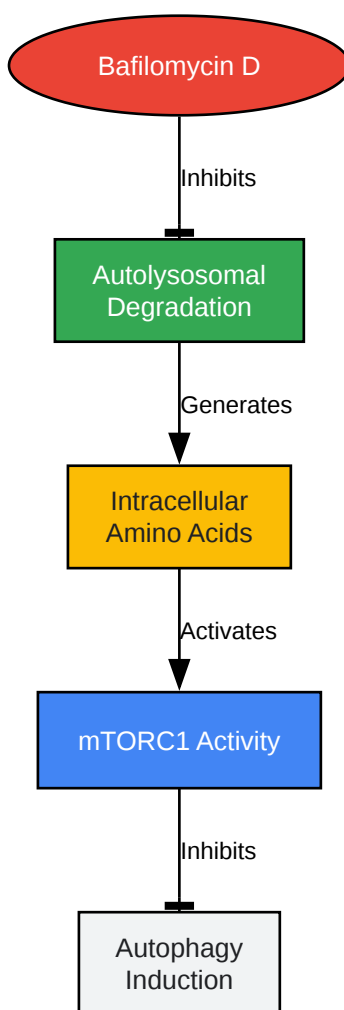 Bafilomycin D
Inhibits
Autolysosomal
Degradation
Generates
Intracellular
Amino Acids
Activates
mTORC1 Activity
Inhibits
Autophagy
Induction